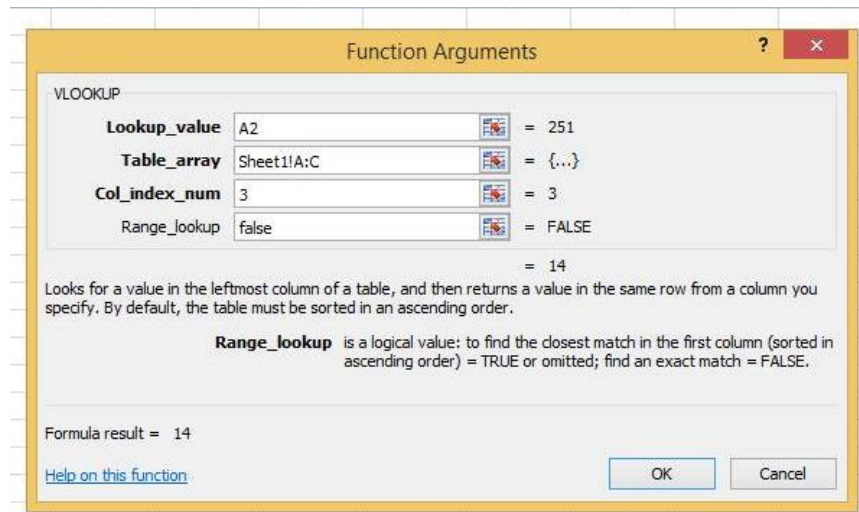 Function Arguments
? ×
VLOOKUP
Lookup_value A2 = 251
Table_array Sheet1!A:C = {...}
Col_index_num 3 = 3
Range_lookup false = FALSE
= 14
Looks for a value in the leftmost column of a table, and then returns a value in the same row from a column you
specify. By default, the table must be sorted in an ascending order.
Range_lookup is a logical value: to find the closest match in the first column (sorted in
ascending order) = TRUE or omitted; find an exact match = FALSE.
Formula result = 14
Help on this function OK Cancel